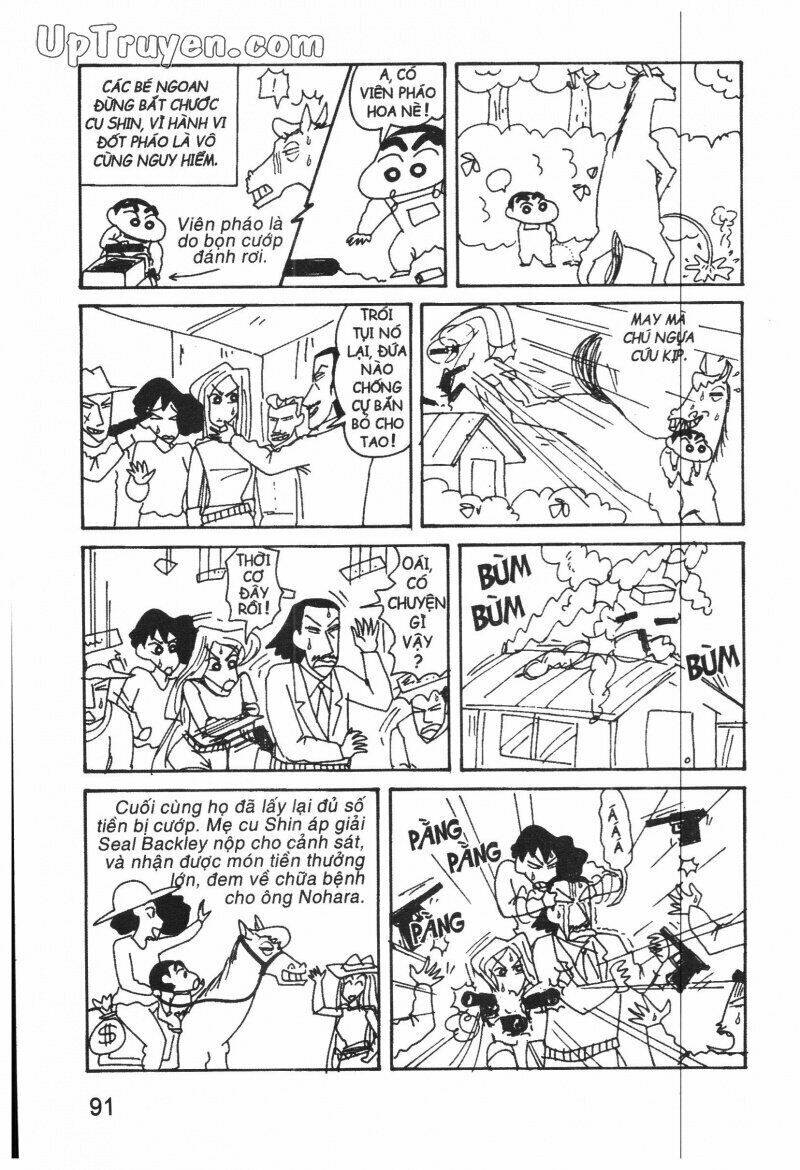 UpTruyen.com
A, CÓ
VIÊN PHÁO
HOA NÈ!
!
CÁC BÉ NGOAN
ĐỪNG BẮT CHƯỚC
CU SHIN, VÌ HÀNH VI
ĐỐT PHÁO LÀ VÔ
CÙNG NGUY HIỂM.
Viên pháo là
do bọn cướp
đánh rơi.
MAY MÀ
CHÚ NGỰA
CỨU KỊP.
TRÓI
TỤI NÓ
LẠI, ĐỨA
NÀO
CHỐNG
CỰ BẮN
BỎ CHO
TAO!
BÙM
BÙM
BÙM
OÁI,
CÓ
CHUYỆN
GÌ
VẬY
?
THỜI
CƠ
ĐÂY
RỒI!
Á
Á
Á
PẰNG
PẰNG
PẰNG
Cuối cùng họ đã lấy lại đủ số
tiền bị cướp. Mẹ cu Shin áp giải
Seal Backley nộp cho cảnh sát,
và nhận được món tiền thưởng
lớn, đem về chữa bệnh
cho ông Nohara.
$
91